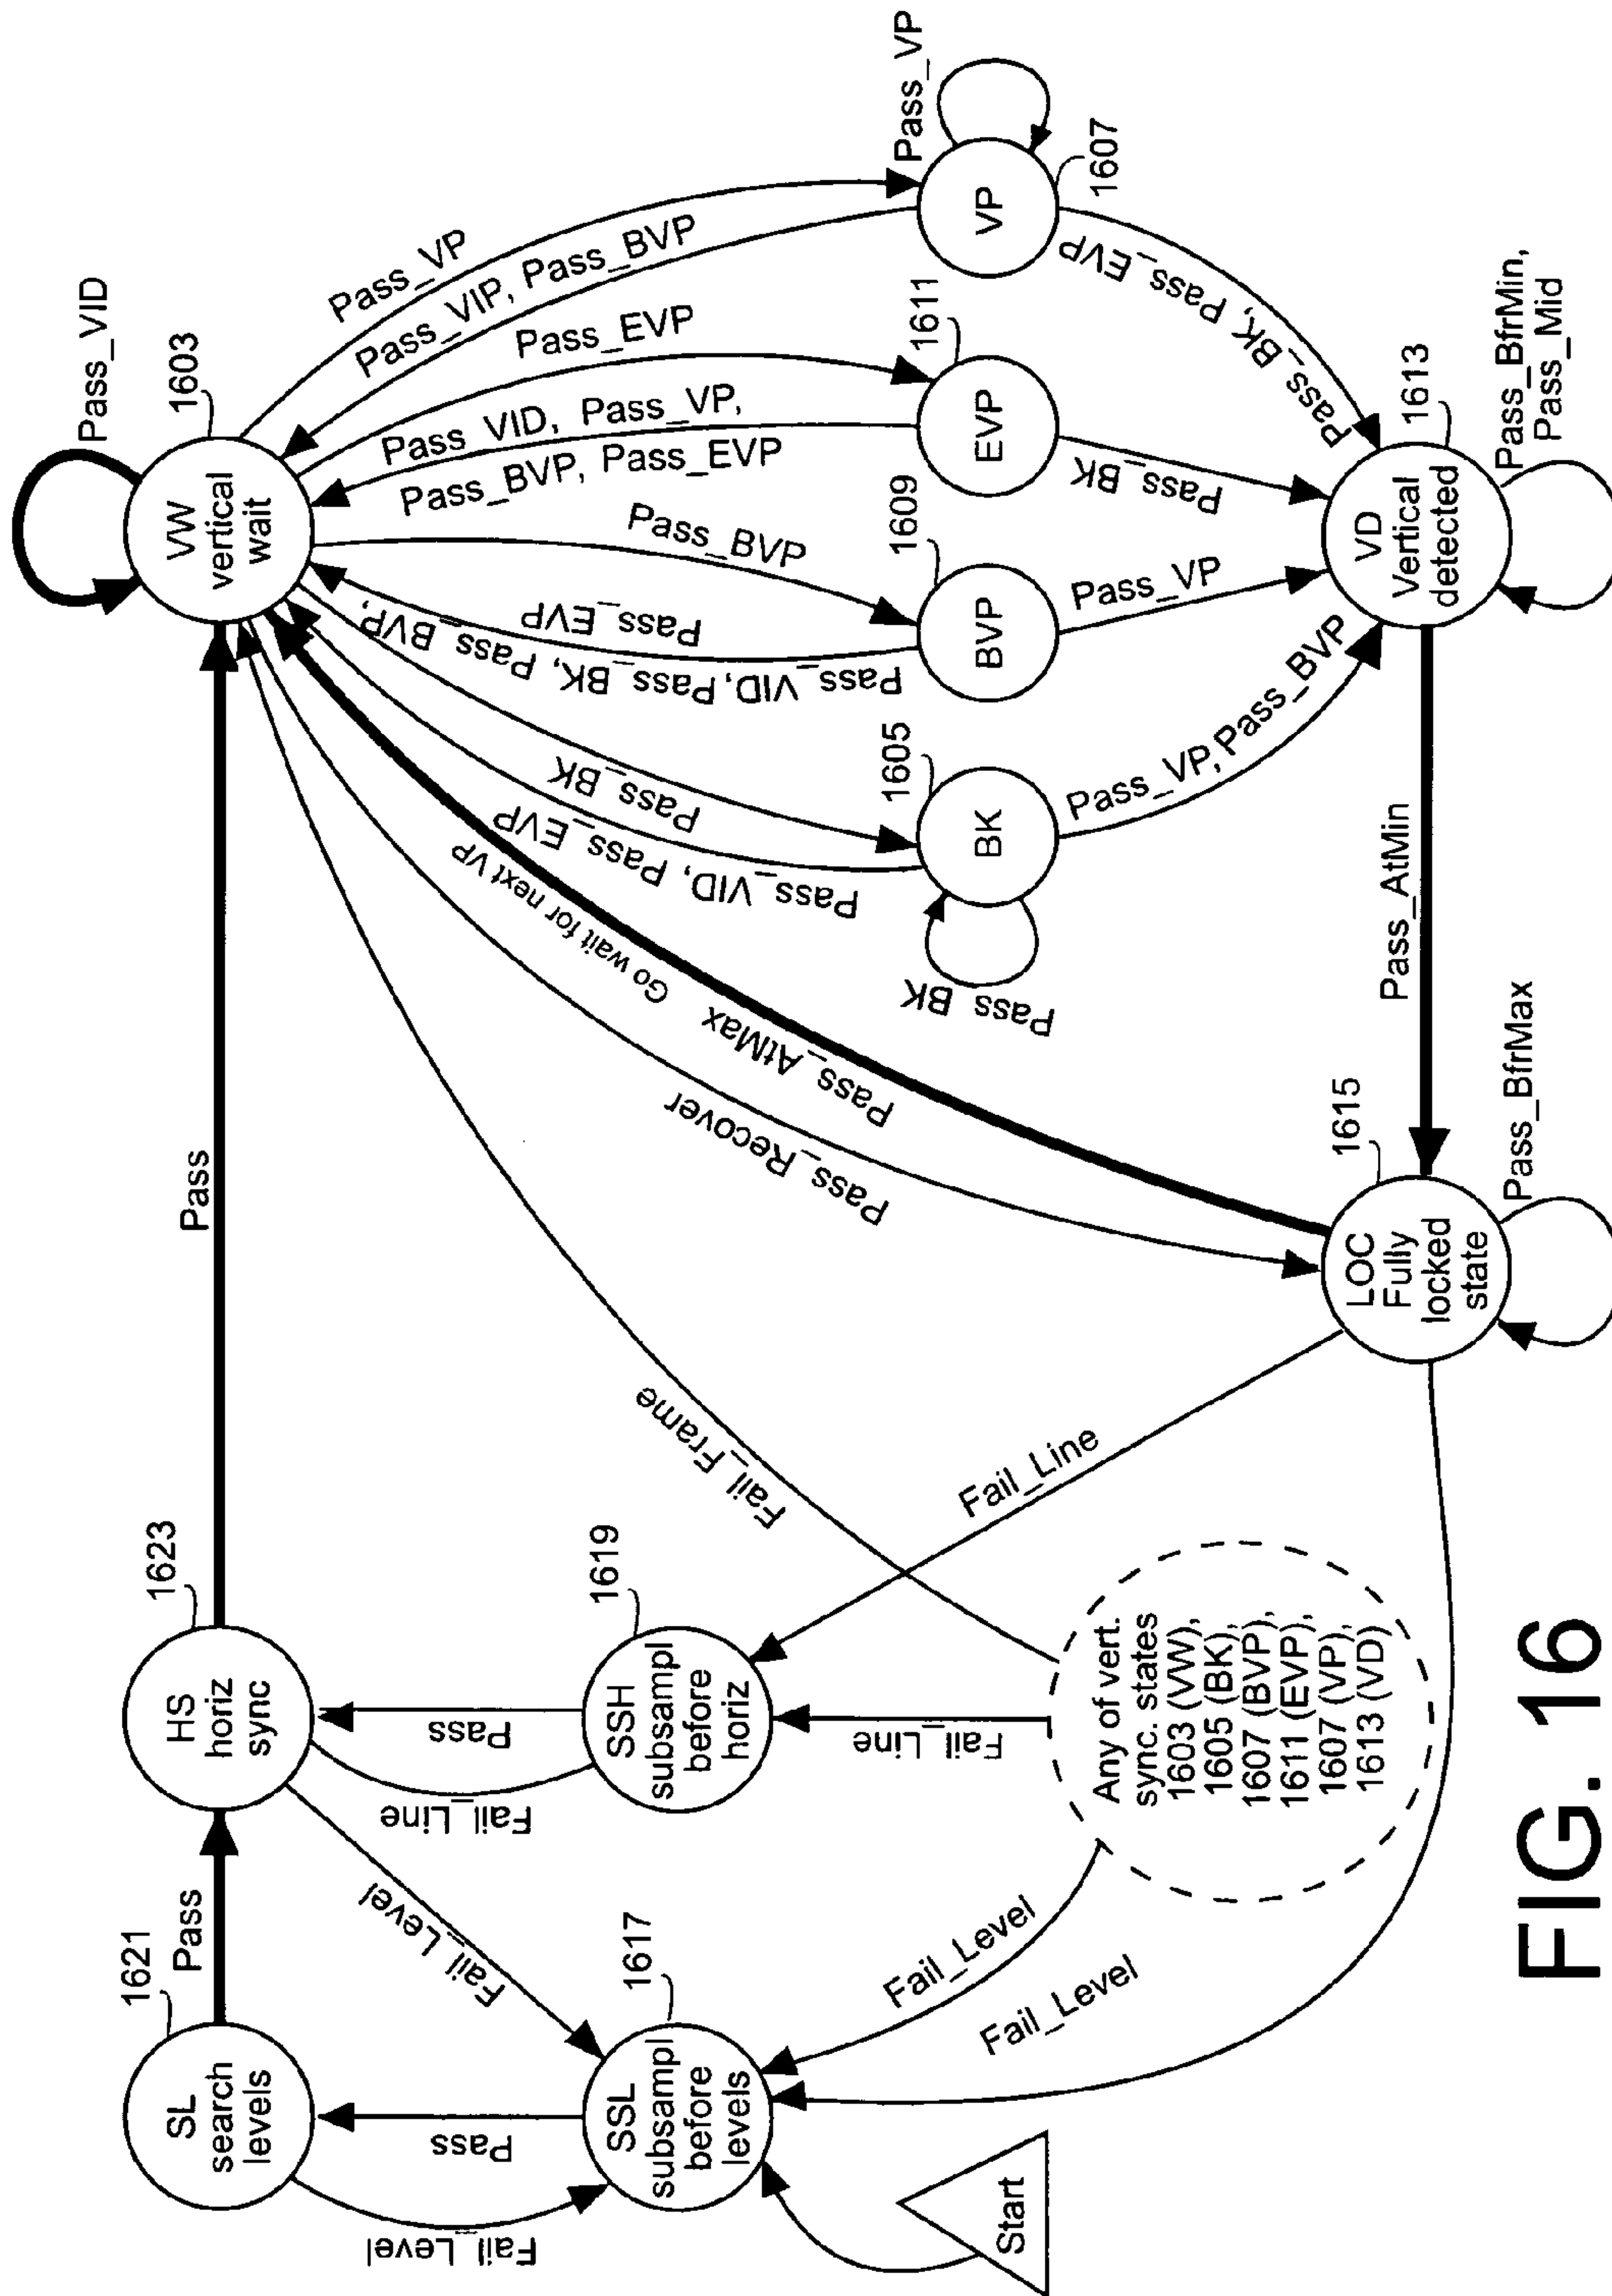 1621
SL
search
levels
Pass
1623
HS
horiz
sync
Pass
1603
VW
vertical
wait
Pass_VID
Fail_Level
Pass
Fail_Level
Fail_Line
Pass
1617
SSL
subsampl
before
levels
1619
SSH
subsampl
before
horiz
Start
Fail_Level
Fail_Level
Fail_Line
Fail_Line
Fail_Frame
Any of vert.
sync. states
1603 (VW),
1605 (BK),
1607 (BVP),
1611 (EVP),
1607 (VP),
1613 (VD)
Pass_Recover
Pass_AtMax
Go wait for next VP
Pass_VID, Pass_EVP
Pass_BK
Pass_VID, Pass_BK, Pass_BVP,
Pass_EVP
Pass_BVP
Pass_BVP, Pass_EVP
Pass_VID, Pass_VP,
Pass_EVP
Pass_VIP, Pass_BVP
Pass_VP
1605
BK
Pass_BK
1609
BVP
1611
EVP
VP
1607
Pass_VP
Pass_VP, Pass_BVP
Pass_VP
Pass_BK
Pass_BK, Pass_EVP
1615
LOC
Fully
locked
state
Pass_BfrMax
Pass_AtMin
1613
VD
Vertical
detected
Pass_BfrMin,
Pass_Mid
FIG. 16